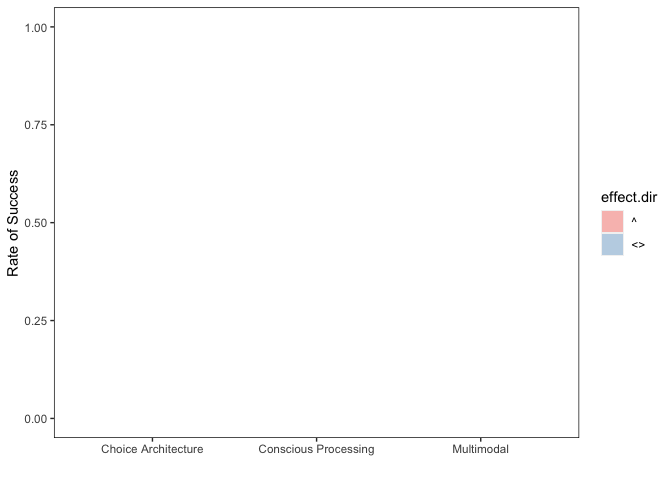 1.00
0.75
0.50
0.25
0.00
Rate of Success
Choice Architecture Conscious Processing Multimodal
effect.dir
^
<>